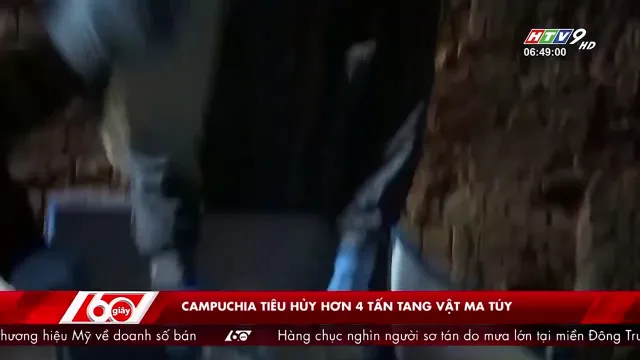 HTV9 HD
06:49:00
CAMPUCHIA TIÊU HỦY HƠN 4 TẤN TANG VẬT MA TÚY
60 giây
hương hiệu Mỹ về doanh số bán 60 Hàng chục nghìn người sơ tán do mưa lớn tại miền Đông Tru